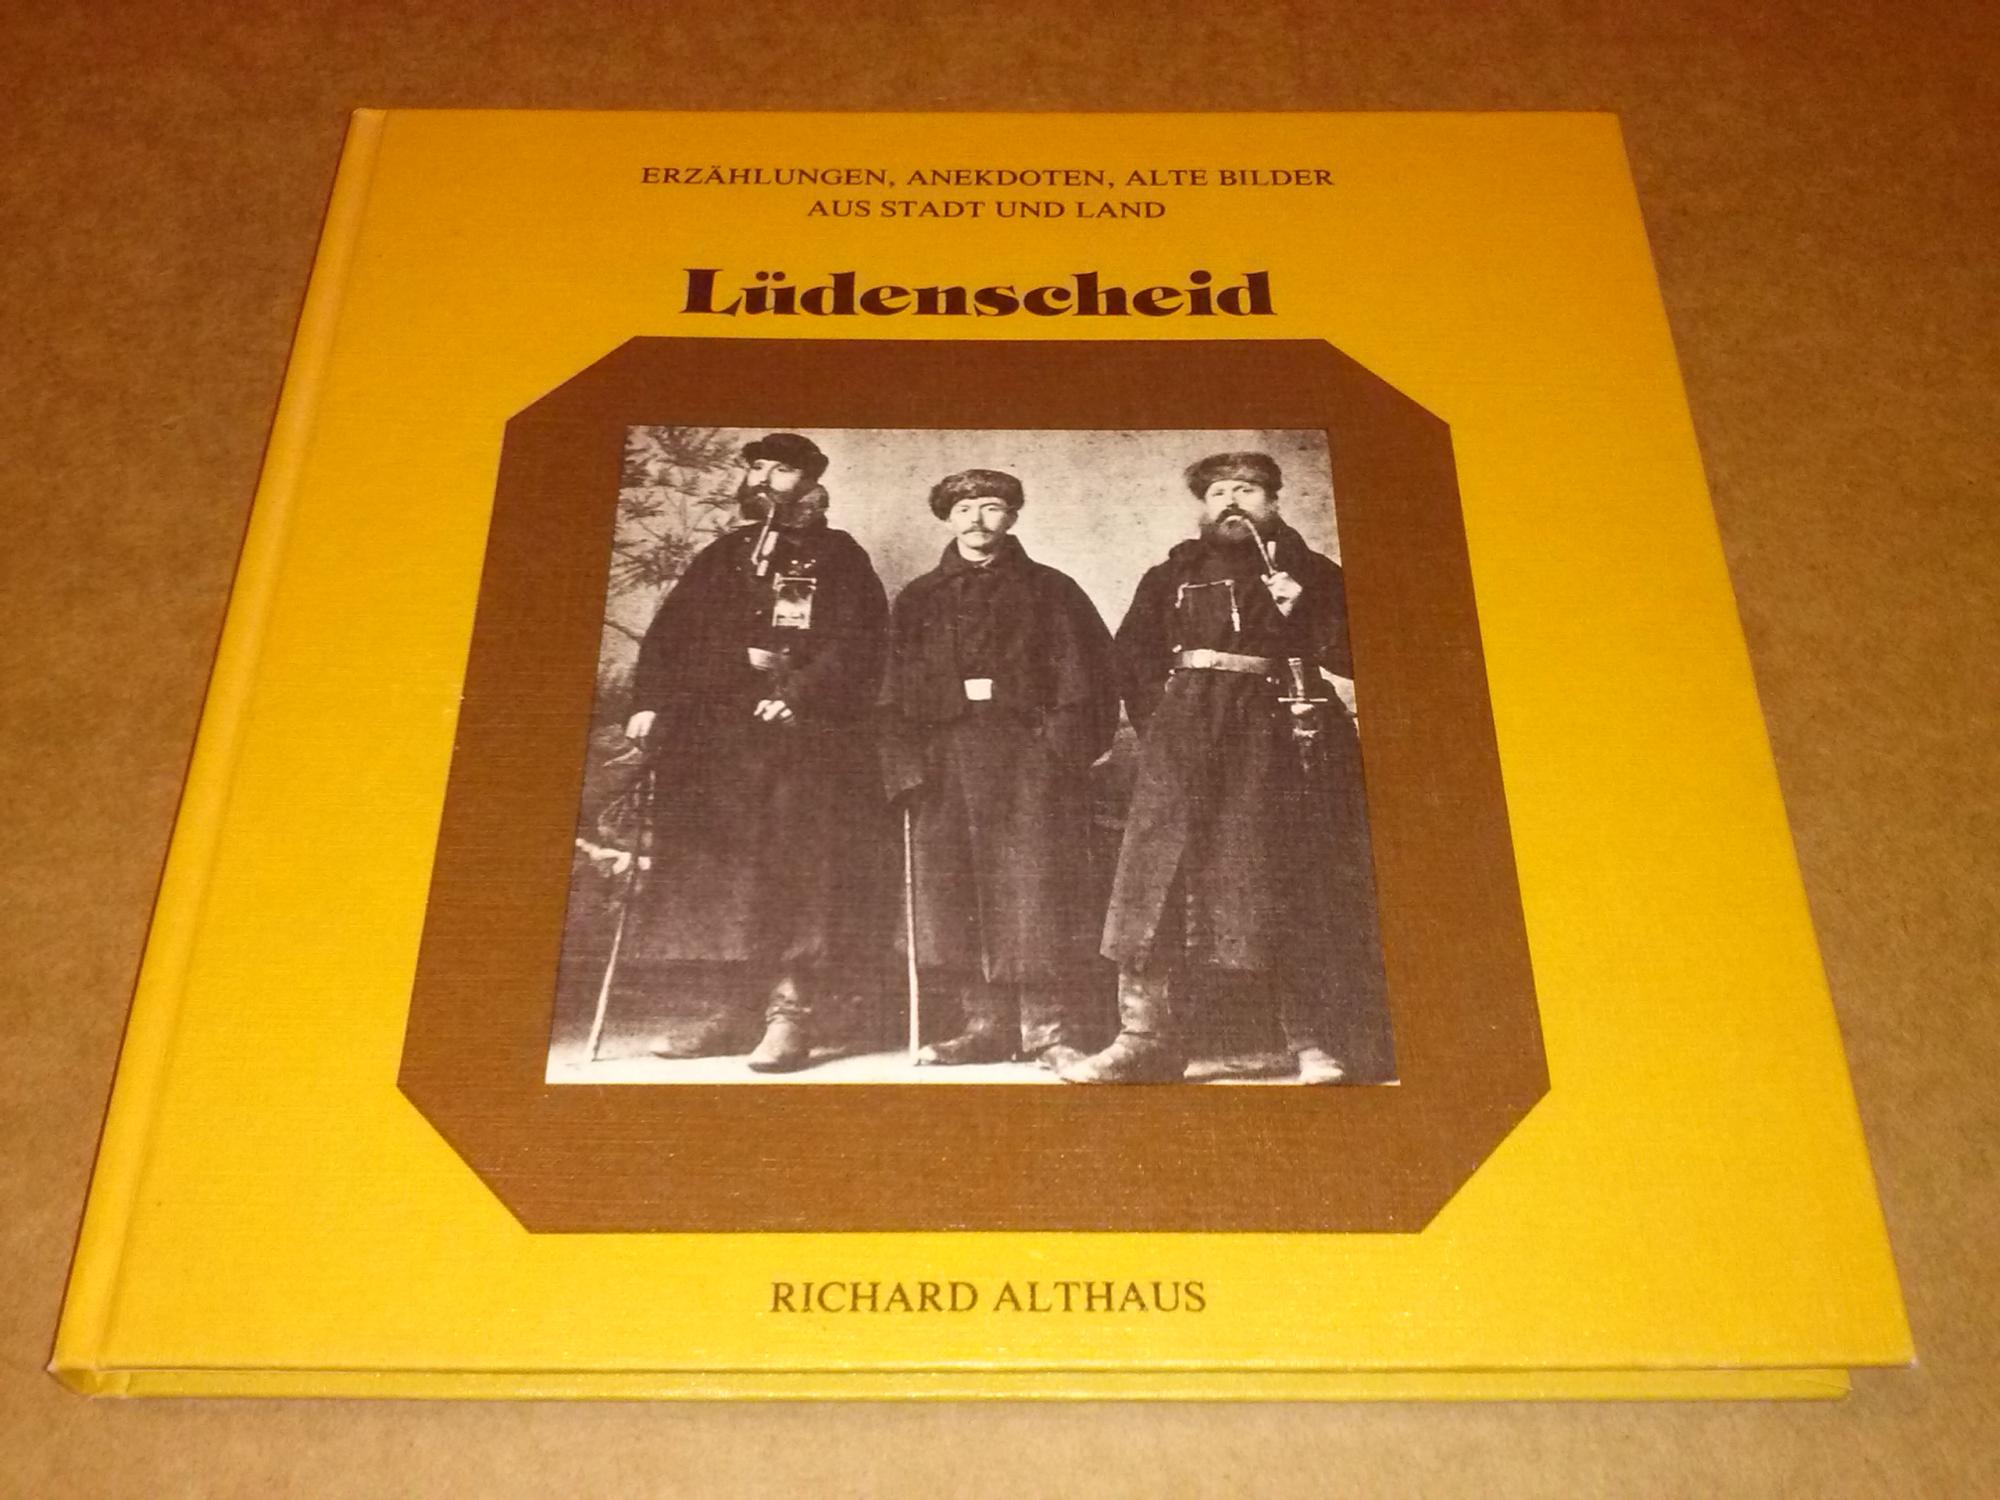 ERZÄHLUNGEN, ANEKDOTEN, ALTE BILDER
AUS STADT UND LAND
Lüdenscheid
RICHARD ALTHAUS